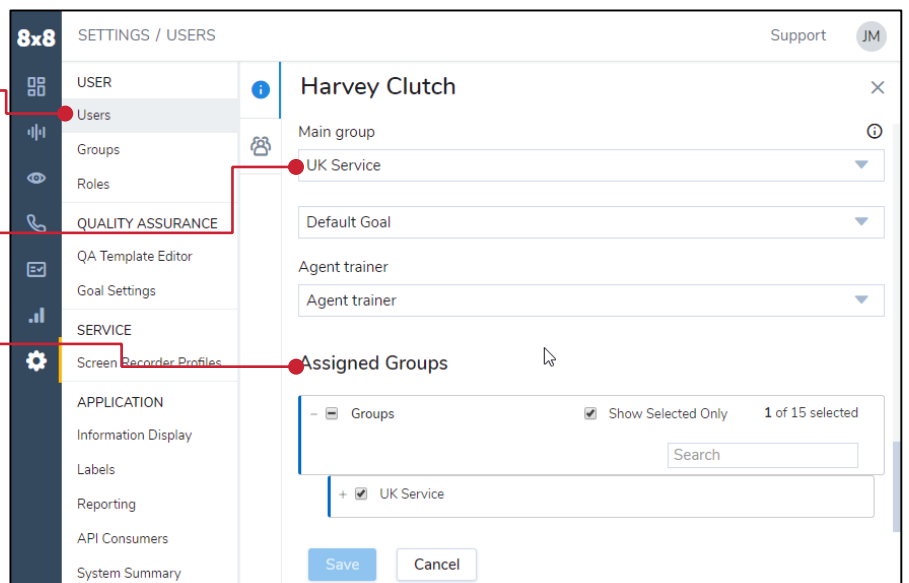 8x8
SETTINGS / USERS
Support
JM
USER
Users
Groups
Roles
QUALITY ASSURANCE
QA Template Editor
Goal Settings
SERVICE
Screen Recorder Profiles
APPLICATION
Information Display
Labels
Reporting
API Consumers
System Summary
Harvey Clutch
Main group
UK Service
Default Goal
Agent trainer
Agent trainer
Assigned Groups
Groups
Show Selected Only
1 of 15 selected
Search
UK Service
Save
Cancel